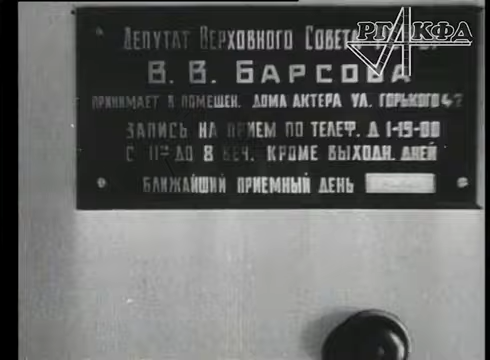 РГАКФА
ДЕПУТАТ ВЕРХОВНОГО СОВЕТА
В. В. БАРСОВА
ПРИНИМАЕТ В ПОМЕЩЕН. ДОМА АКТЕРА УЛ. ГОРЬКОГО
ЗАПИСЬ НА ПРИЕМ ПО ТЕЛЕФ. Д 1-19-00
С 11 ДО 8 ВЕЧ. КРОМЕ ВЫХОДН. ДНЕЙ
БЛИЖАЙШИЙ ПРИЕМНЫЙ ДЕНЬ